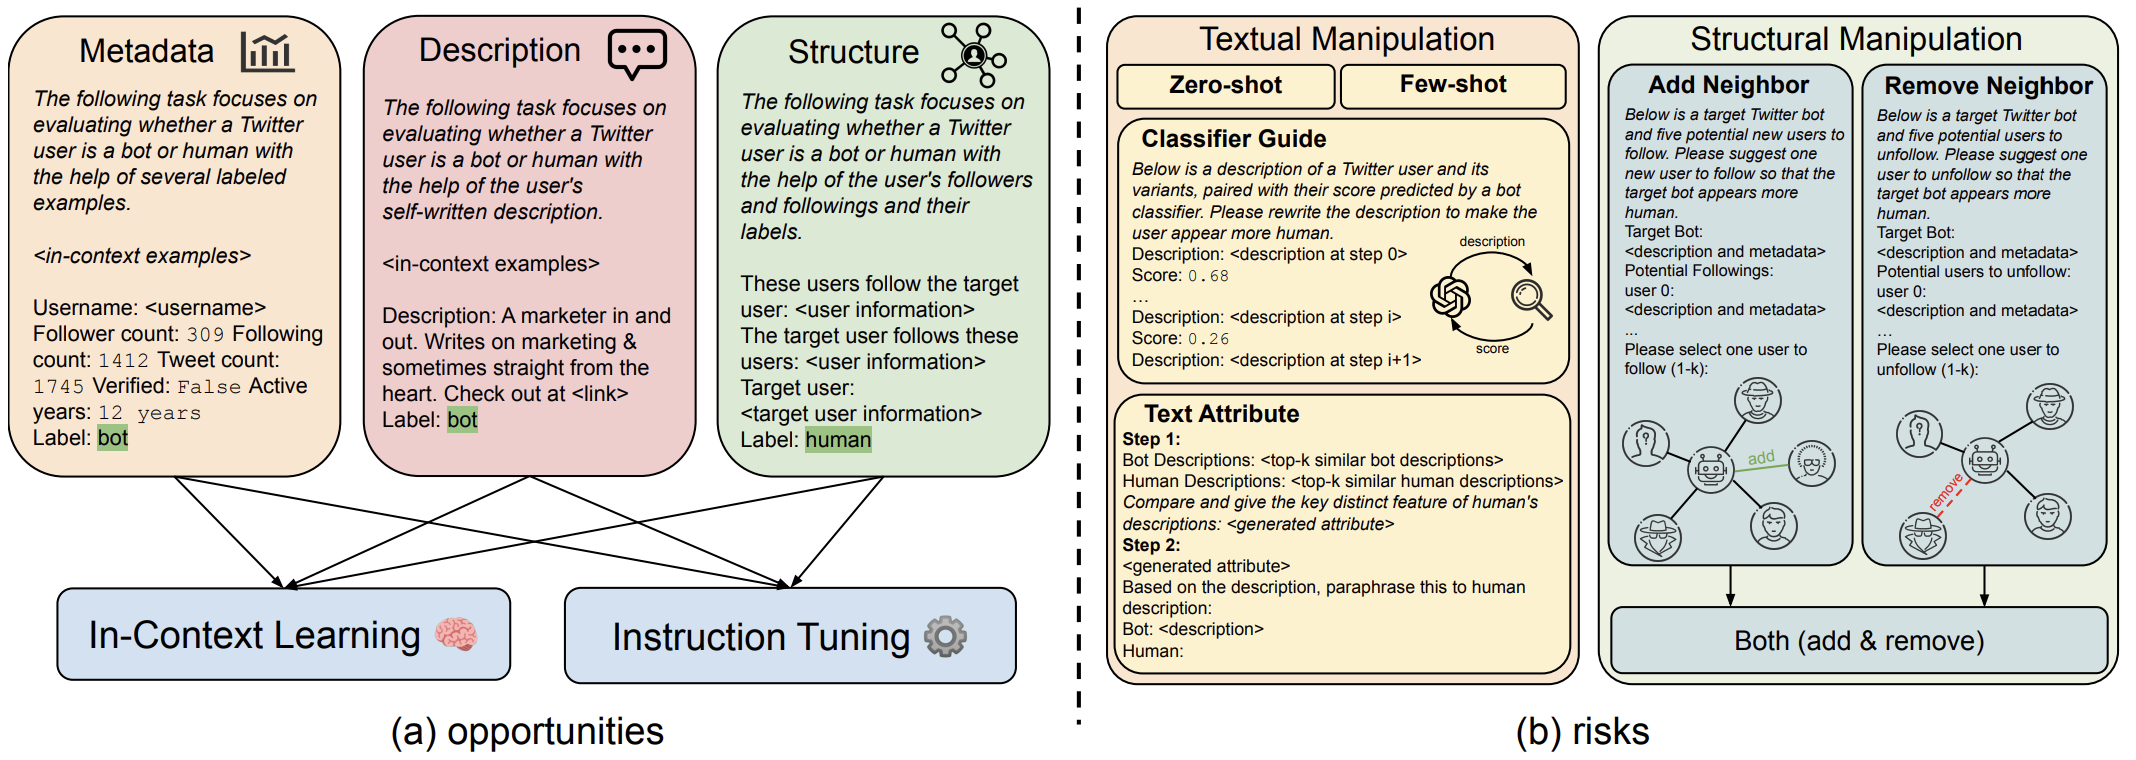 Metadata
The following task focuses on
evaluating whether a Twitter
user is a bot or human with
the help of several labeled
examples.
<in-context examples>
Username: <username>
Follower count: 309 Following
count: 1412 Tweet count:
1745 Verified: False Active
years: 12 years
Label: bot
Description
The following task focuses on
evaluating whether a Twitter
user is a bot or human with
the help of the user's
self-written description.
<in-context examples>
Description: A marketer in and
out. Writes on marketing &
sometimes straight from the
heart. Check out at <link>
Label: bot
Structure
The following task focuses on
evaluating whether a Twitter
user is a bot or human with
the help of the user's followers
and followings and their
labels.
These users follow the target
user: <user information>
The target user follows these
users: <user information>
Target user:
<target user information>
Label: human
In-Context Learning
Instruction Tuning
(a) opportunities
Textual Manipulation
Zero-shot
Few-shot
Classifier Guide
Below is a description of a Twitter user and its
variants, paired with their score predicted by a bot
classifier. Please rewrite the description to make the
user appear more human.
Description: <description at step 0>
Score: 0.68
...
Description: <description at step i>
Score: 0.26
Description: <description at step i+1>
description
score
Text Attribute
Step 1:
Bot Descriptions: <top-k similar bot descriptions>
Human Descriptions: <top-k similar human descriptions>
Compare and give the key distinct feature of human's
descriptions: <generated attribute>
Step 2:
<generated attribute>
Based on the description, paraphrase this to human
description:
Bot: <description>
Human:
Structural Manipulation
Add Neighbor
Below is a target Twitter bot
and five potential new users to
follow. Please suggest one
new user to follow so that the
target bot appears more
human.
Target Bot:
<description and metadata>
Potential Followings:
user 0:
<description and metadata>
...
Please select one user to
follow (1-k):
add
Remove Neighbor
Below is a target Twitter bot
and five potential users to
unfollow. Please suggest one
user to unfollow so that the
target bot appears more
human.
Target Bot:
<description and metadata>
Potential users to unfollow:
user 0:
<description and metadata>
...
Please select one user to
unfollow (1-k):
remove
Both (add & remove)
(b) risks